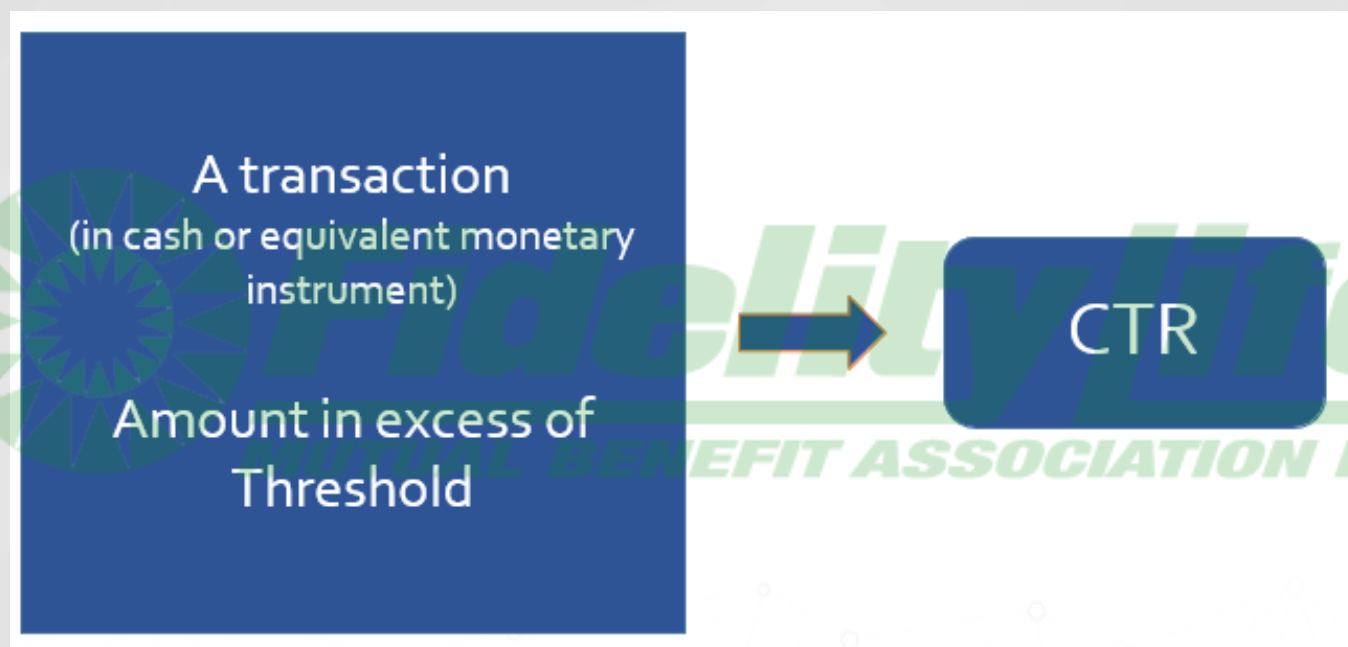 A transaction
(in cash or equivalent monetary
instrument)
Amount in excess of
Threshold
CTR
Fidelity life
MUTUAL BENEFIT ASSOCIATION